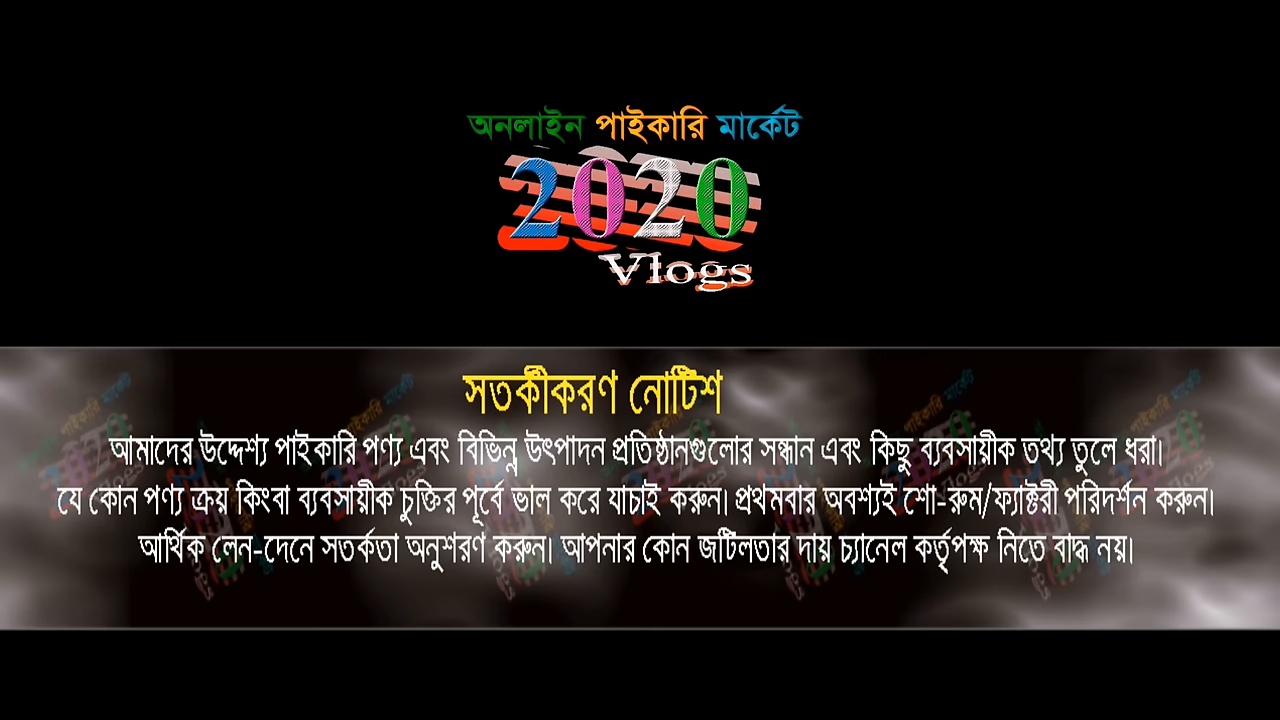 অনলাইন পাইকারি মার্কেট
2020
Vlogs
সতর্কীকরণ নোটিশ
আমাদের উদ্দেশ্য পাইকারি পণ্য এবং বিভিন্ন উৎপাদন প্রতিষ্ঠানগুলোর সন্ধান এবং কিছু ব্যবসায়ীক তথ্য তুলে ধরা।
যে কোন পণ্য ক্রয় কিংবা ব্যবসায়ীক চুক্তির পূর্বে ভাল করে যাচাই করুন। প্রথমবার অবশ্যই শো-রুম/ফ্যাক্টরী পরিদর্শন করুন।
আর্থিক লেন-দেনে সতর্কতা অনুশরণ করুন। আপনার কোন জটিলতার দায় চ্যানেল কর্তৃপক্ষ নিতে বাদ্ধ নয়।